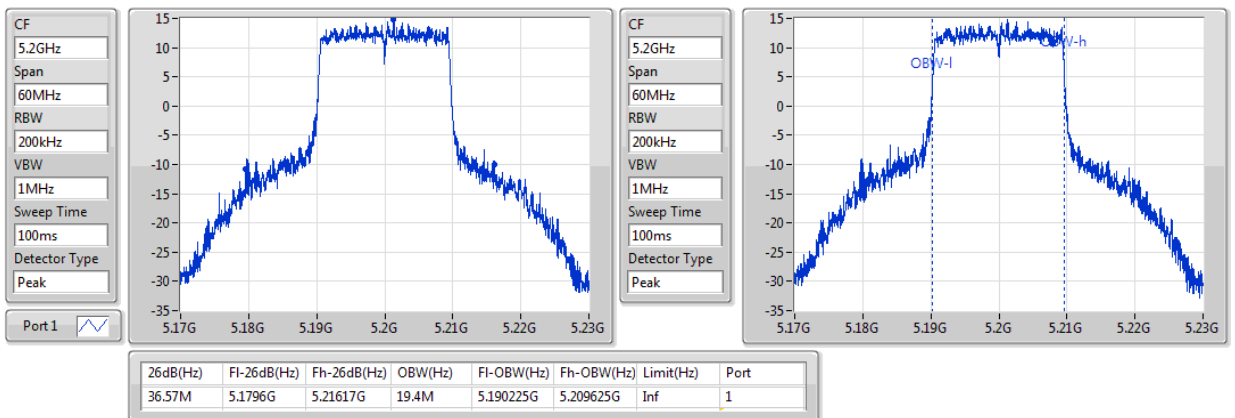 CF
5.2GHz
Span
60MHz
RBW
200kHz
VBW
1MHz
Sweep Time
100ms
Detector Type
Peak
Port 1
15
10
5
0
-5
-10
-15
-20
-25
-30
-35
5.17G 5.18G 5.19G 5.2G 5.21G 5.22G 5.23G
CF
5.2GHz
Span
60MHz
RBW
200kHz
VBW
1MHz
Sweep Time
100ms
Detector Type
Peak
15
10
5
0
-5
-10
-15
-20
-25
-30
-35
OBW-l
OBW-h
5.17G 5.18G 5.19G 5.2G 5.21G 5.22G 5.23G
26dB(Hz) Fl-26dB(Hz) Fh-26dB(Hz) OBW(Hz) Fl-OBW(Hz) Fh-OBW(Hz) Limit(Hz) Port
36.57M 5.1796G 5.21617G 19.4M 5.190225G 5.209625G Inf 1